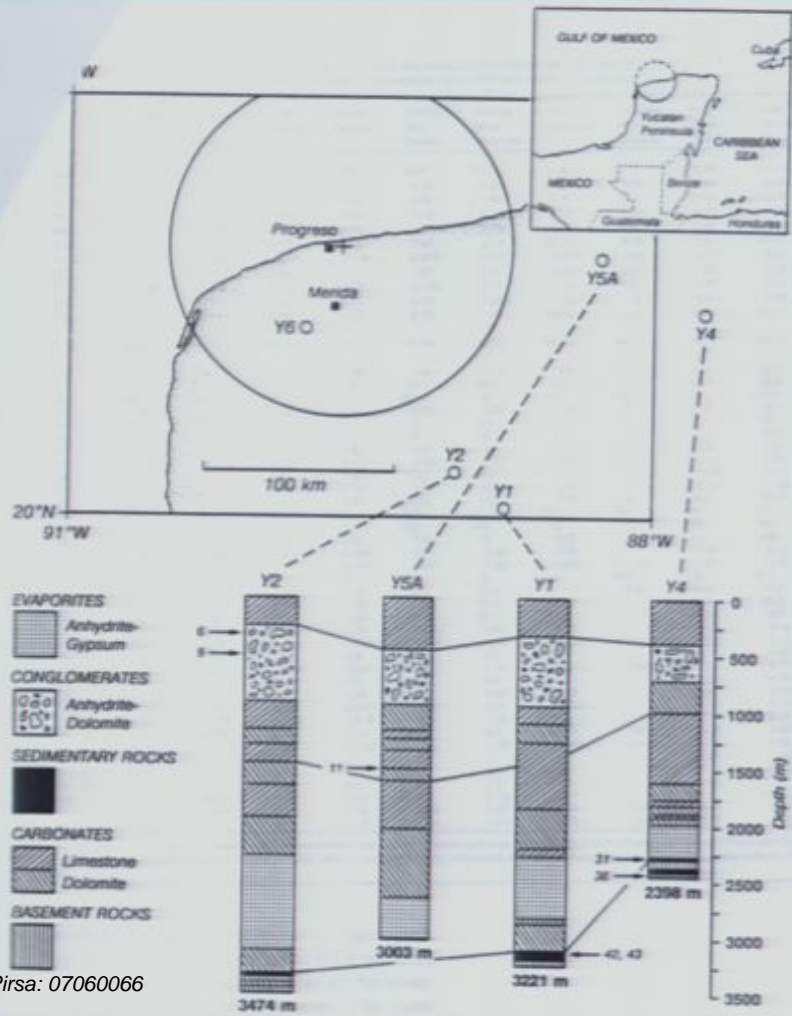 GULF OF MEXICO
Cuba
Yucatan
Peninsula
CARIBBEAN
SEA
MEXICO
Belize
Guatemala
Honduras
W
Progreso
Merida
Y6
Y5A
Y4
Y2
Y1
100 km
20°N
91°W
88°W
Y2
Y5A
Y1
Y4
EVAPORITES
Anhydrite-
Gypsum
CONGLOMERATES
Anhydrite-
Dolomite
SEDIMENTARY ROCKS
CARBONATES
Limestone
Dolomite
BASEMENT ROCKS
6
11
42, 43
0
500
1000
1500
2000
2500
3000
3500
Depth (m)
3474 m
3003 m
3221 m
2398 m
Pirsa: 07060066